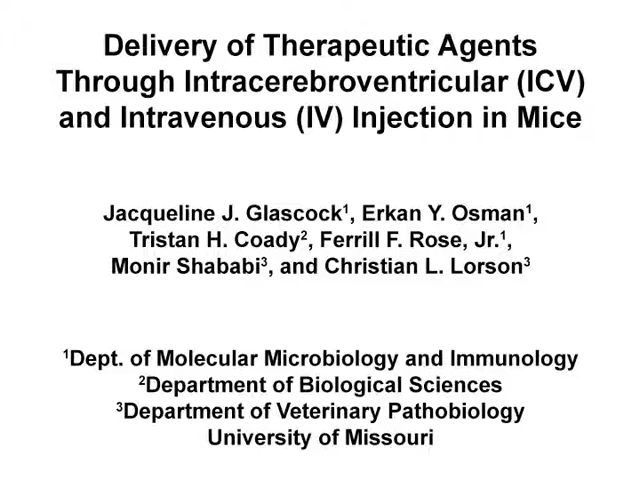 Delivery of Therapeutic Agents
Through Intracerebroventricular (ICV)
and Intravenous (IV) Injection in Mice
Jacqueline J. Glascock¹, Erkan Y. Osman¹,
Tristan H. Coady², Ferrill F. Rose, Jr.¹,
Monir Shababi³, and Christian L. Lorson³
¹Dept. of Molecular Microbiology and Immunology
²Department of Biological Sciences
³Department of Veterinary Pathobiology
University of Missouri